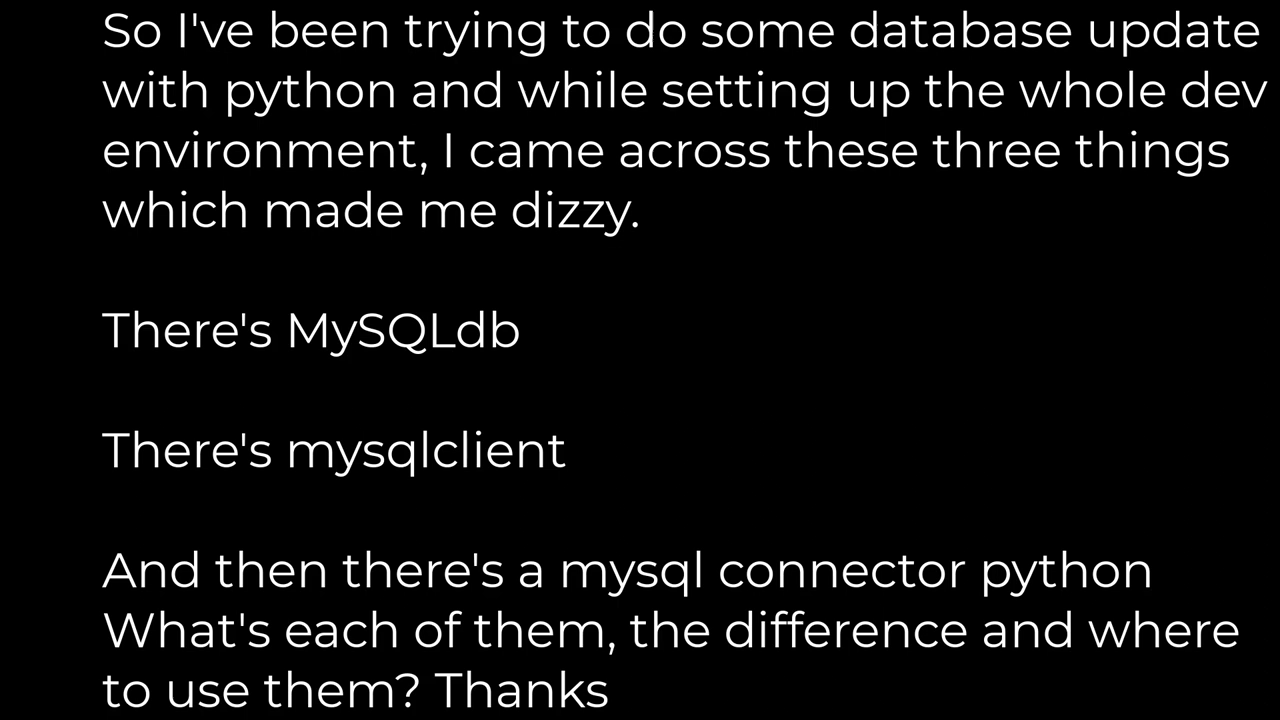 So I've been trying to do some database update
with python and while setting up the whole dev
environment, I came across these three things
which made me dizzy.
There's MySQLdb
There's mysqlclient
And then there's a mysql connector python
What's each of them, the difference and where
to use them? Thanks